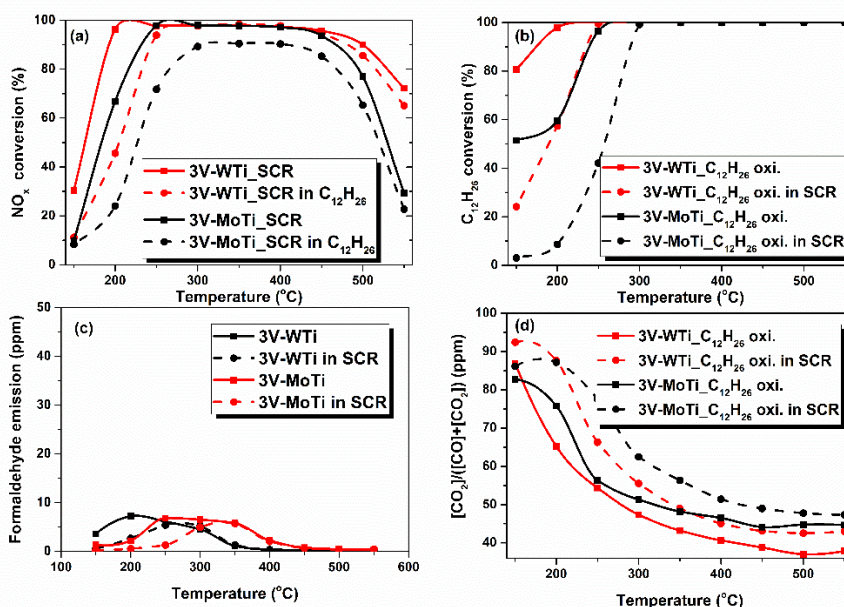 (a)
NOx conversion (%)
100
80
60
40
20
0
3V-WTi_SCR
3V-WTi_SCR in C12H26
3V-MoTi_SCR
3V-MoTi_SCR in C12H26
200
300
400
500
Temperature (°C)
(b)
C12H26 conversion (%)
100
80
60
40
20
0
3V-WTi_C12H26 oxi.
3V-WTi_C12H26 oxi. in SCR
3V-MoTi_C12H26 oxi.
3V-MoTi_C12H26 oxi. in SCR
200
300
400
500
Temperature (°C)
(c)
Formaldehyde emission (ppm)
50
40
30
20
10
0
3V-WTi
3V-WTi in SCR
3V-MoTi
3V-MoTi in SCR
100
200
300
400
500
600
Temperature (°C)
(d)
[CO2]/([CO]+[CO2]) (ppm)
100
90
80
70
60
50
40
3V-WTi_C12H26 oxi.
3V-WTi_C12H26 oxi. in SCR
3V-MoTi_C12H26 oxi.
3V-MoTi_C12H26 oxi. in SCR
200
300
400
500
Temperature (°C)